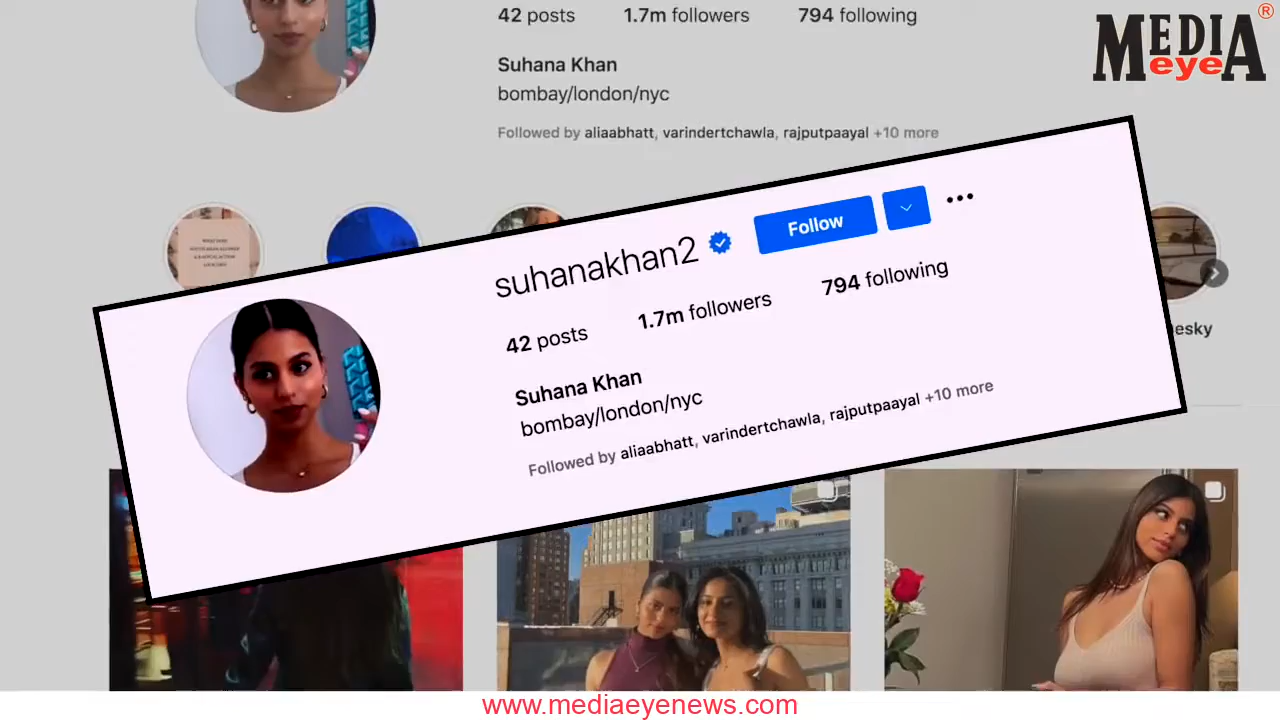 42 posts 1.7m followers 794 following
MEDIA eye ®
Suhana Khan
bombay/london/nyc
Followed by aliaabhatt, varindertchawla, rajputpaayal +10 more
suhanakhan2 Follow
42 posts 1.7m followers 794 following
Suhana Khan
bombay/london/nyc
Followed by aliaabhatt, varindertchawla, rajputpaayal +10 more
esky
www.mediaeyenews.com